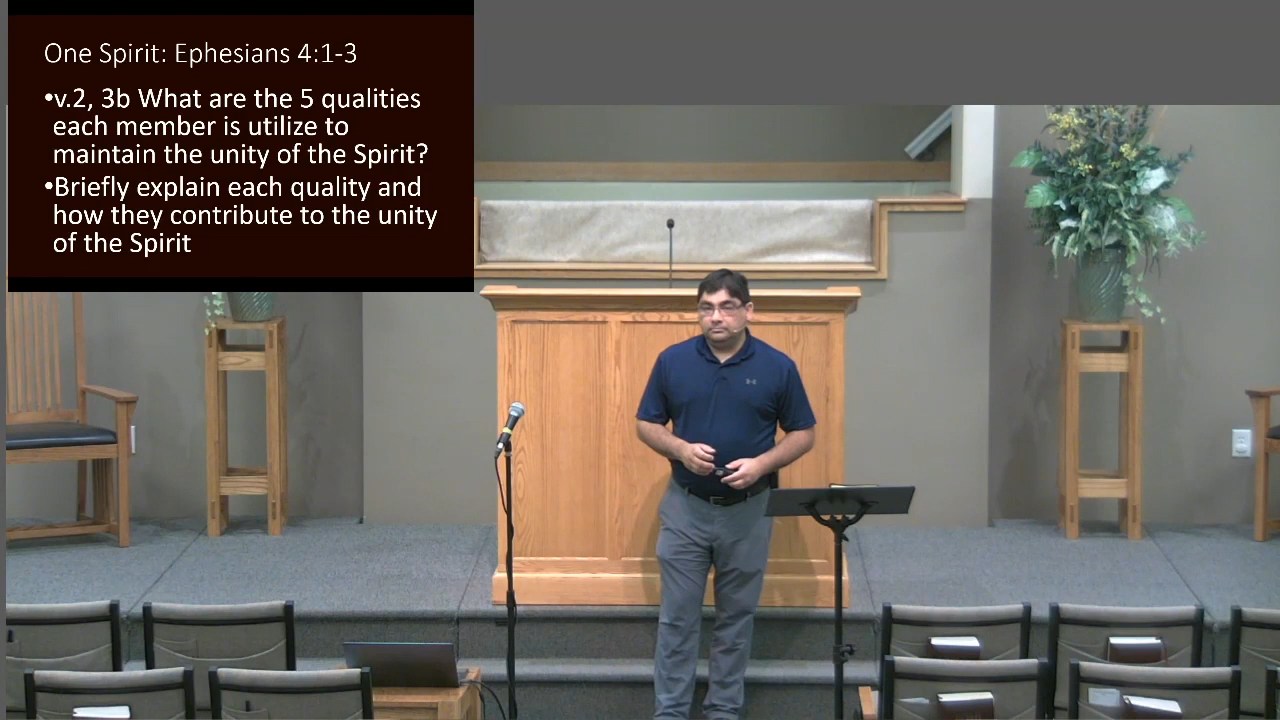 One Spirit: Ephesians 4:1-3
•v.2, 3b What are the 5 qualities
each member is utilize to
maintain the unity of the Spirit?
•Briefly explain each quality and
how they contribute to the unity
of the Spirit